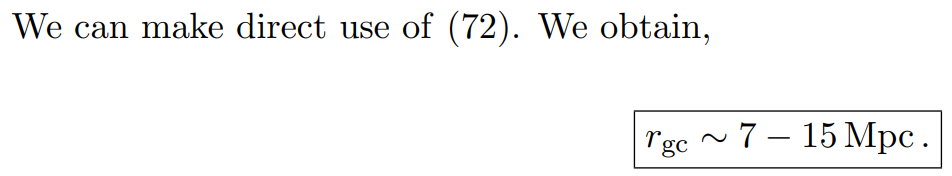 We can make direct use of (72). We obtain,
r_gc ∼ 7 – 15 Mpc .